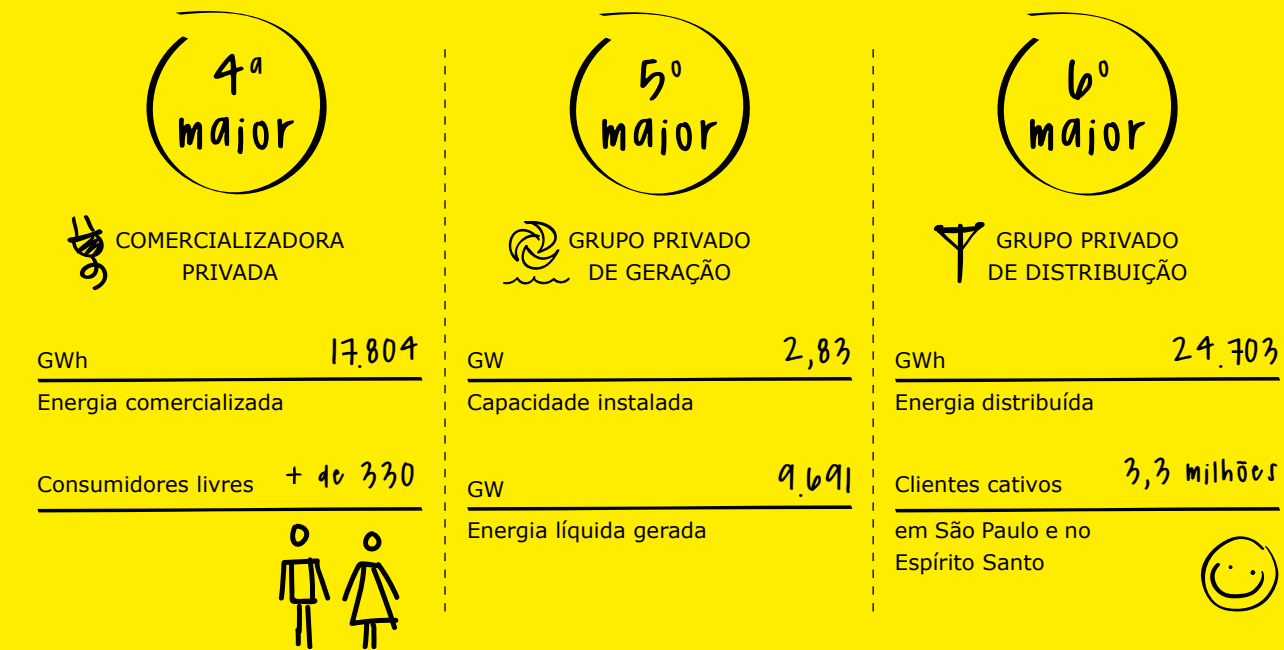 4ª
maior
COMERCIALIZADORA
PRIVADA
GWh 17.804
Energia comercializada
Consumidores livres + de 330
5º
maior
GRUPO PRIVADO
DE GERAÇÃO
GW 2,83
Capacidade instalada
GW 9.691
Energia líquida gerada
6º
maior
GRUPO PRIVADO
DE DISTRIBUIÇÃO
GWh 24.703
Energia distribuída
Clientes cativos 3,3 milhões
em São Paulo e no
Espírito Santo